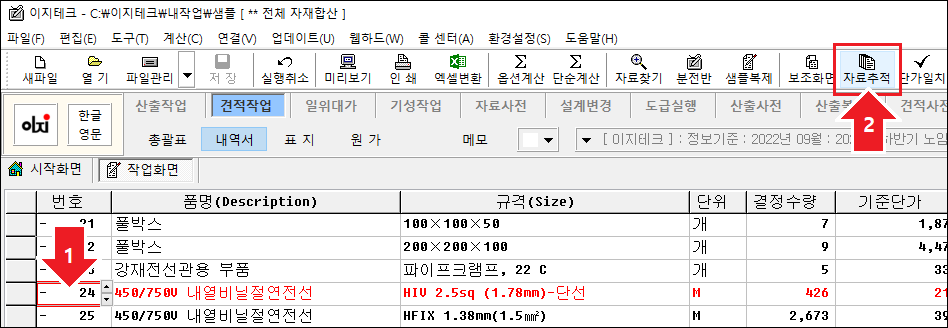 이지테크 - C:\이지테크\내작업\샘플 [ ** 전체 자재합산 ]
파일(F) 편집(E) 도구(T) 계산(C) 연결(V) 업데이트(U) 웹하드(W) 콜 센터(A) 환경설정(S) 도움말(H)
새파일 열 기 파일관리 저 장 실행취소 미리보기 인 쇄 엑셀변환 옵션계산 단순계산 자료찾기 분전반 샘플복제 보조화면 자료추적 단가일치
산출작업 견적작업 일위대가 기성작업 자료사전 설계변경 도급실행 산출사전 산출 견적사전
한글
영문
총괄표 내역서 표 지 원 가 메모 [ 이지테크 ] : 정보기준 : 2022년 09월 : 하반기 노임
2
시작화면 작업화면
번호 품명(Description) 규격(Size) 단위 결정수량 기준단가
- 21 풀박스 100×100×50 개 7 1,87
- 2 풀박스 200×200×100 개 9 4,47
1
강재전선관용 부품 파이프크램프, 22 C 개 5 33
- 24 450/750V 내열비닐절연전선 HIV 2.5sq (1.78mm)-단선 M 426 21
- 25 450/750V 내열비닐절연전선 HFIX 1.38mm(1.5㎟) M 2,673 39